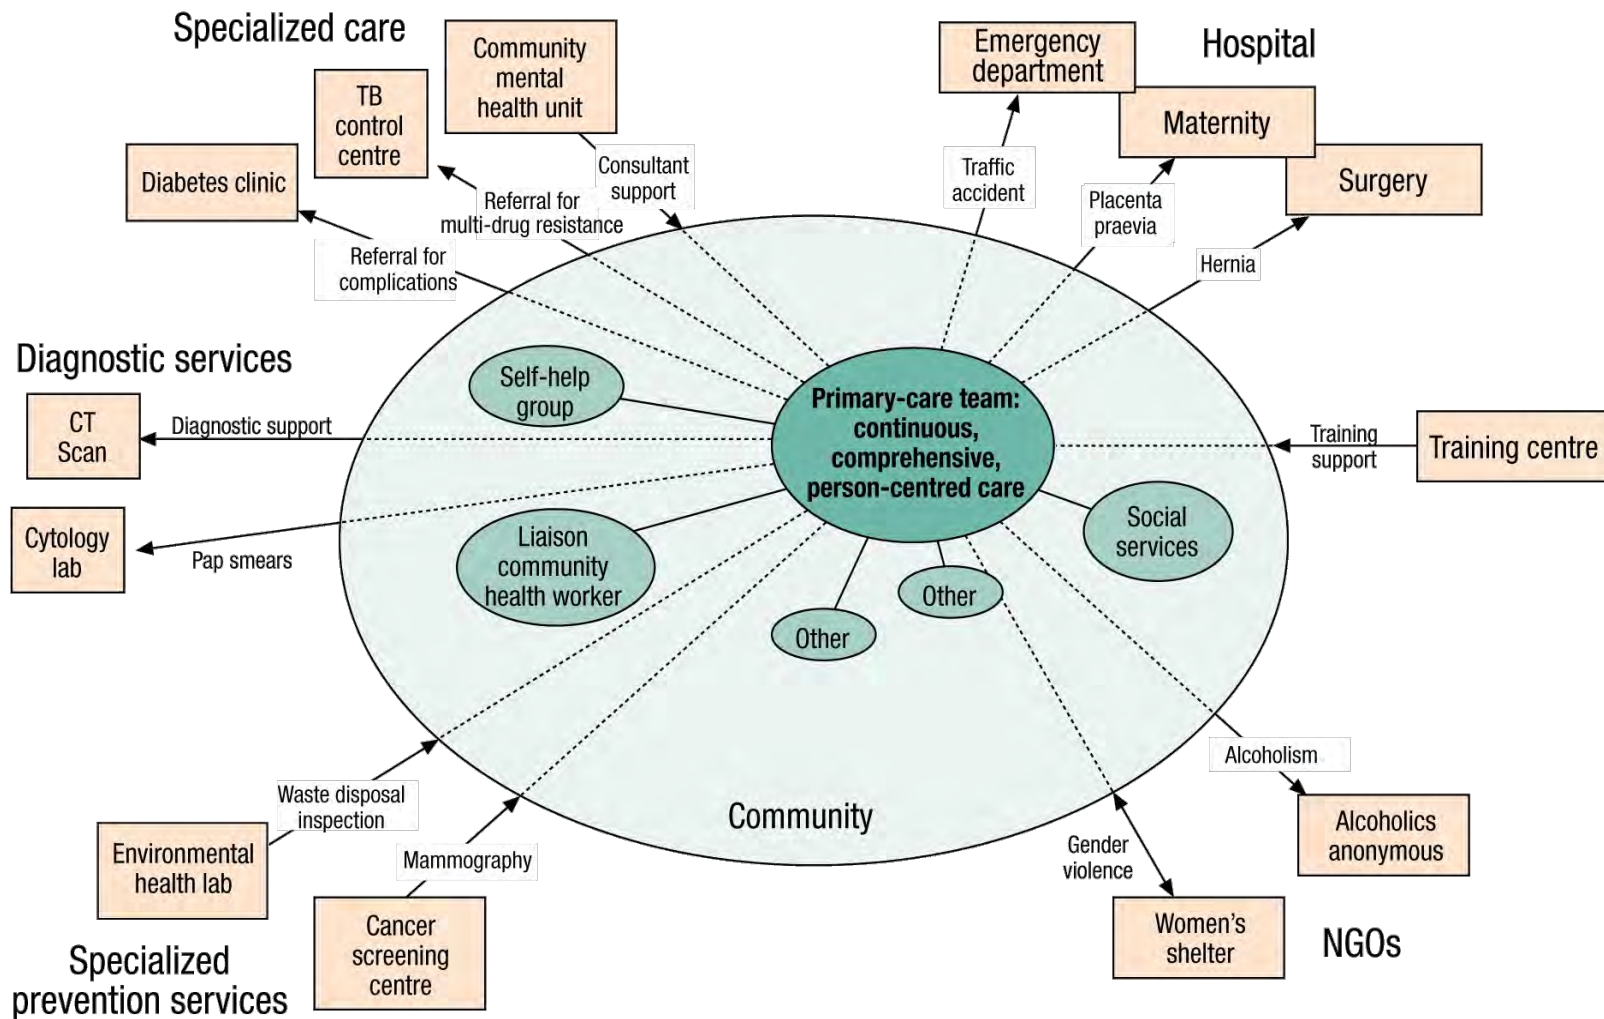 Specialized care
Community
mental
health unit
TB
control
centre
Diabetes clinic
Consultant
support
Referral for
multi-drug resistance
Referral for
complications
Emergency
department
Hospital
Maternity
Surgery
Traffic
accident
Placenta
praevia
Hernia
Diagnostic services
CT
Scan
Diagnostic support
Cytology
lab
Pap smears
Self-help
group
Primary-care team:
continuous,
comprehensive,
person-centred care
Training
support
Training centre
Liaison
community
health worker
Social
services
Other
Other
Community
Waste disposal
inspection
Environmental
health lab
Mammography
Cancer
screening
centre
Specialized
prevention services
Alcoholism
Alcoholics
anonymous
Gender
violence
Women's
shelter
NGOs